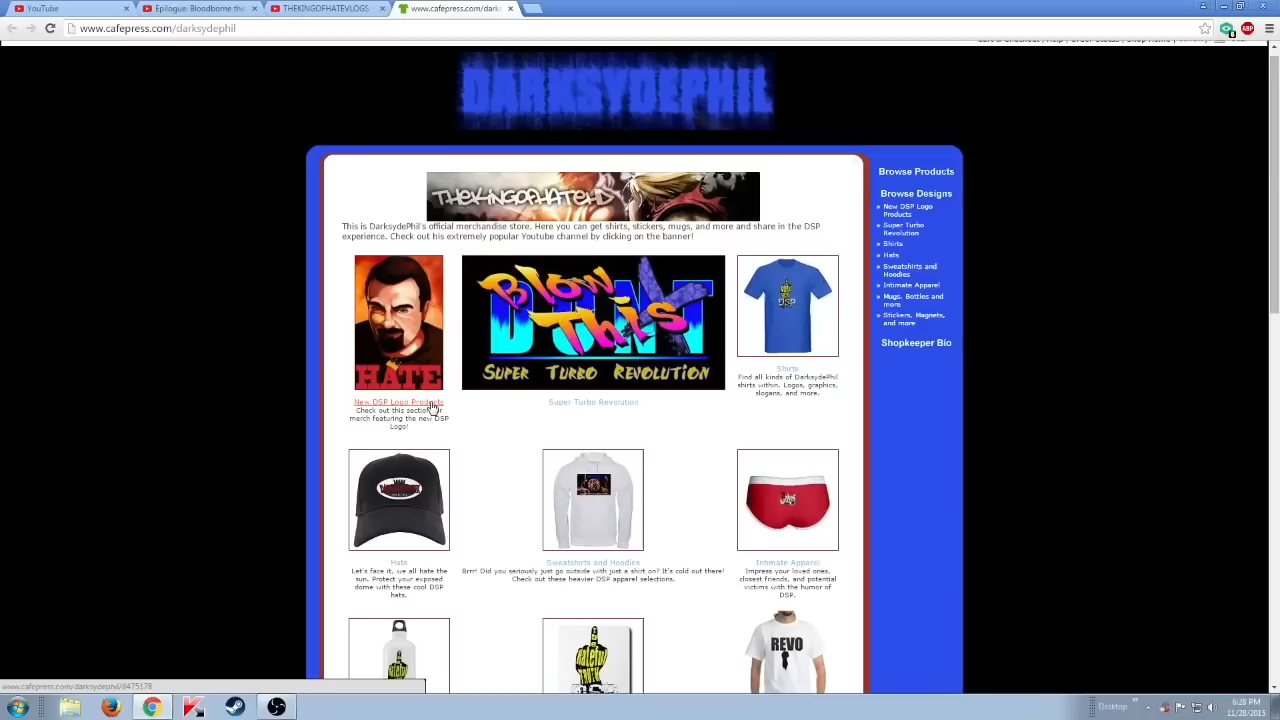 YouTube
Epilogue: Bloodborne the
THEKINGOFHATEVLOGS
www.cafepress.com/darks
www.cafepress.com/darksydephil
ABP
DARKSYDEPHIL
THEKINGOFHATEHD
This is DarksydePhil's official merchandise store. Here you can get shirts, stickers, mugs, and more and share in the DSP
experience. Check out his extremely popular Youtube channel by clicking on the banner!
HATE
New DSP Logo Products
Check out this section
merch featuring the new DSP
Logo!
Blow
This
SUPER TURBO REVOLUTION
Super Turbo Revolution
DSP
Shirts
Find all kinds of DarksydePhil
shirts within. Logos, graphics,
slogans, and more.
Hats
Let's face it, we all hate the
sun. Protect your exposed
dome with these cool DSP
hats.
Sweatshirts and Hoodies
Brrr! Did you seriously just go outside with just a shirt on? It's cold out there!
Check out these heavier DSP apparel selections.
Intimate Apparel
Impress your loved ones,
closest friends, and potential
victims with the humor of
DSP.
REVO
Browse Products
Browse Designs
New DSP Logo
Products
Super Turbo
Revolution
Shirts
Hats
Sweatshirts and
Hoodies
Intimate Apparel
Mugs, Bottles and
more
Stickers, Magnets,
and more
Shopkeeper Bio
www.cafepress.com/darksydephil/8475178
Desktop
6:28 PM
11/28/2015